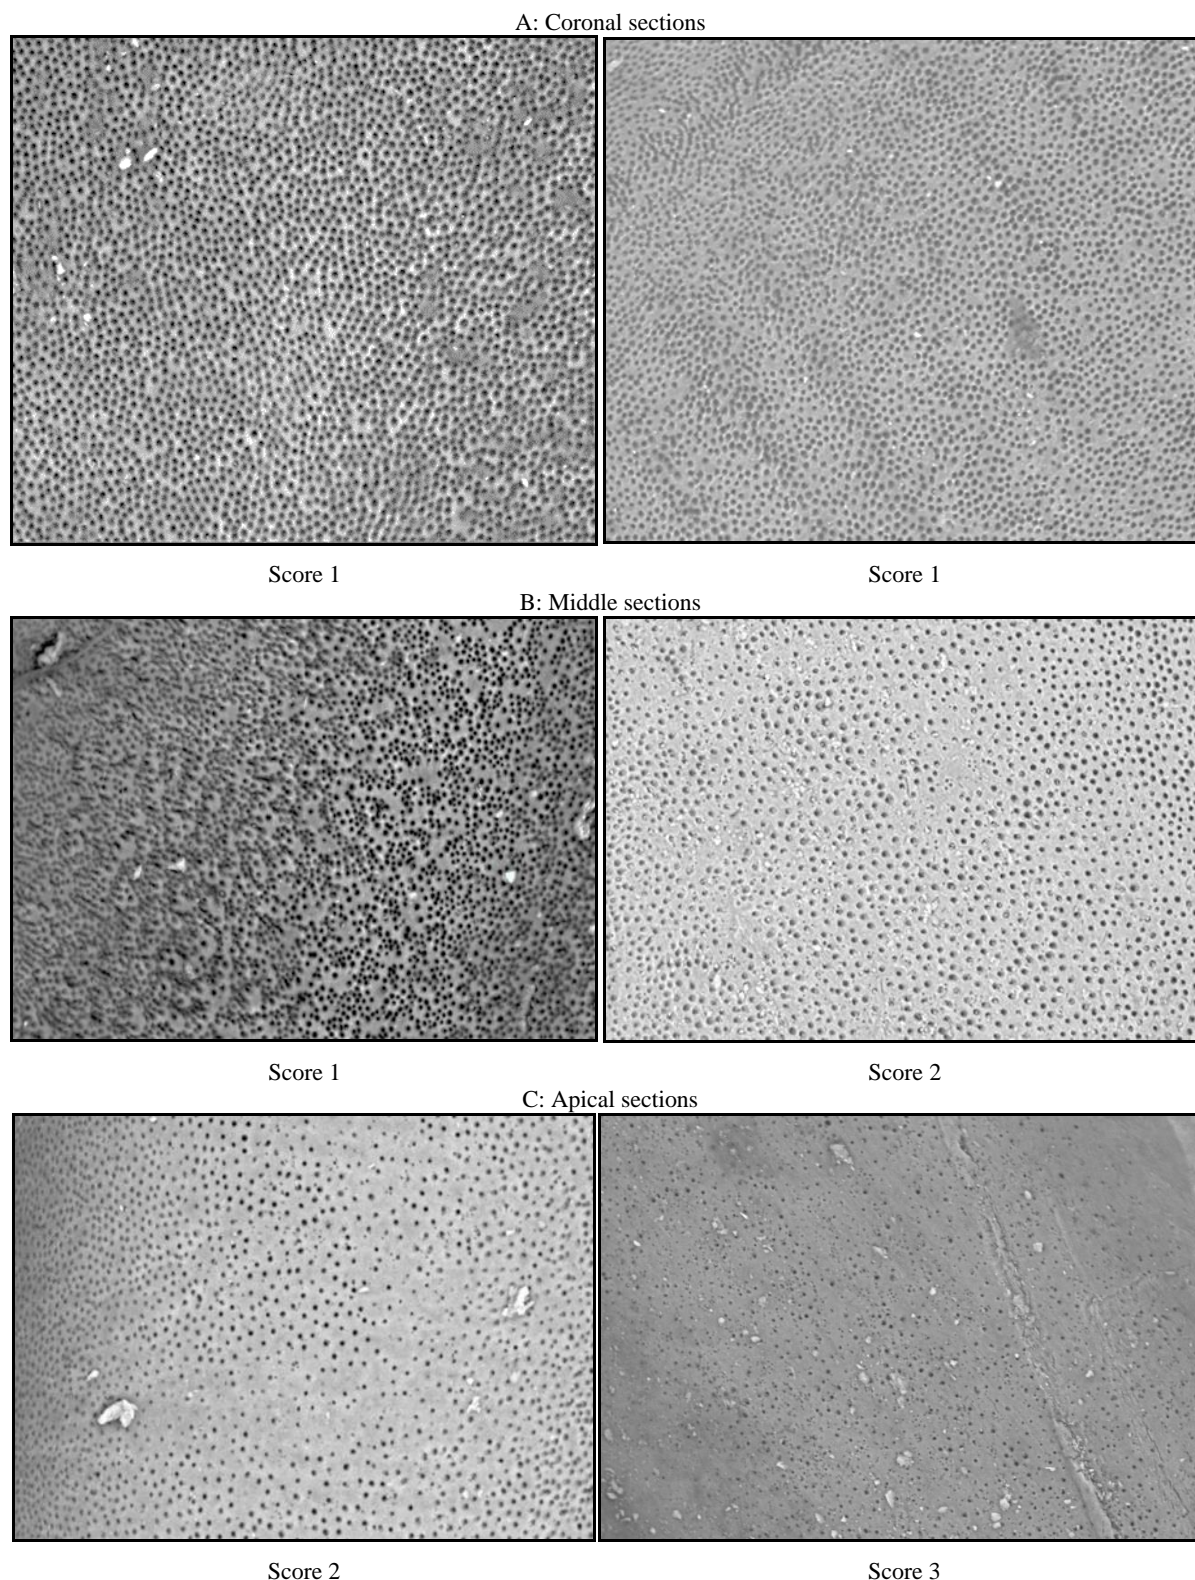 A: Coronal sections
Score 1 Score 1
B: Middle sections
Score 1 Score 2
C: Apical sections
Score 2 Score 3